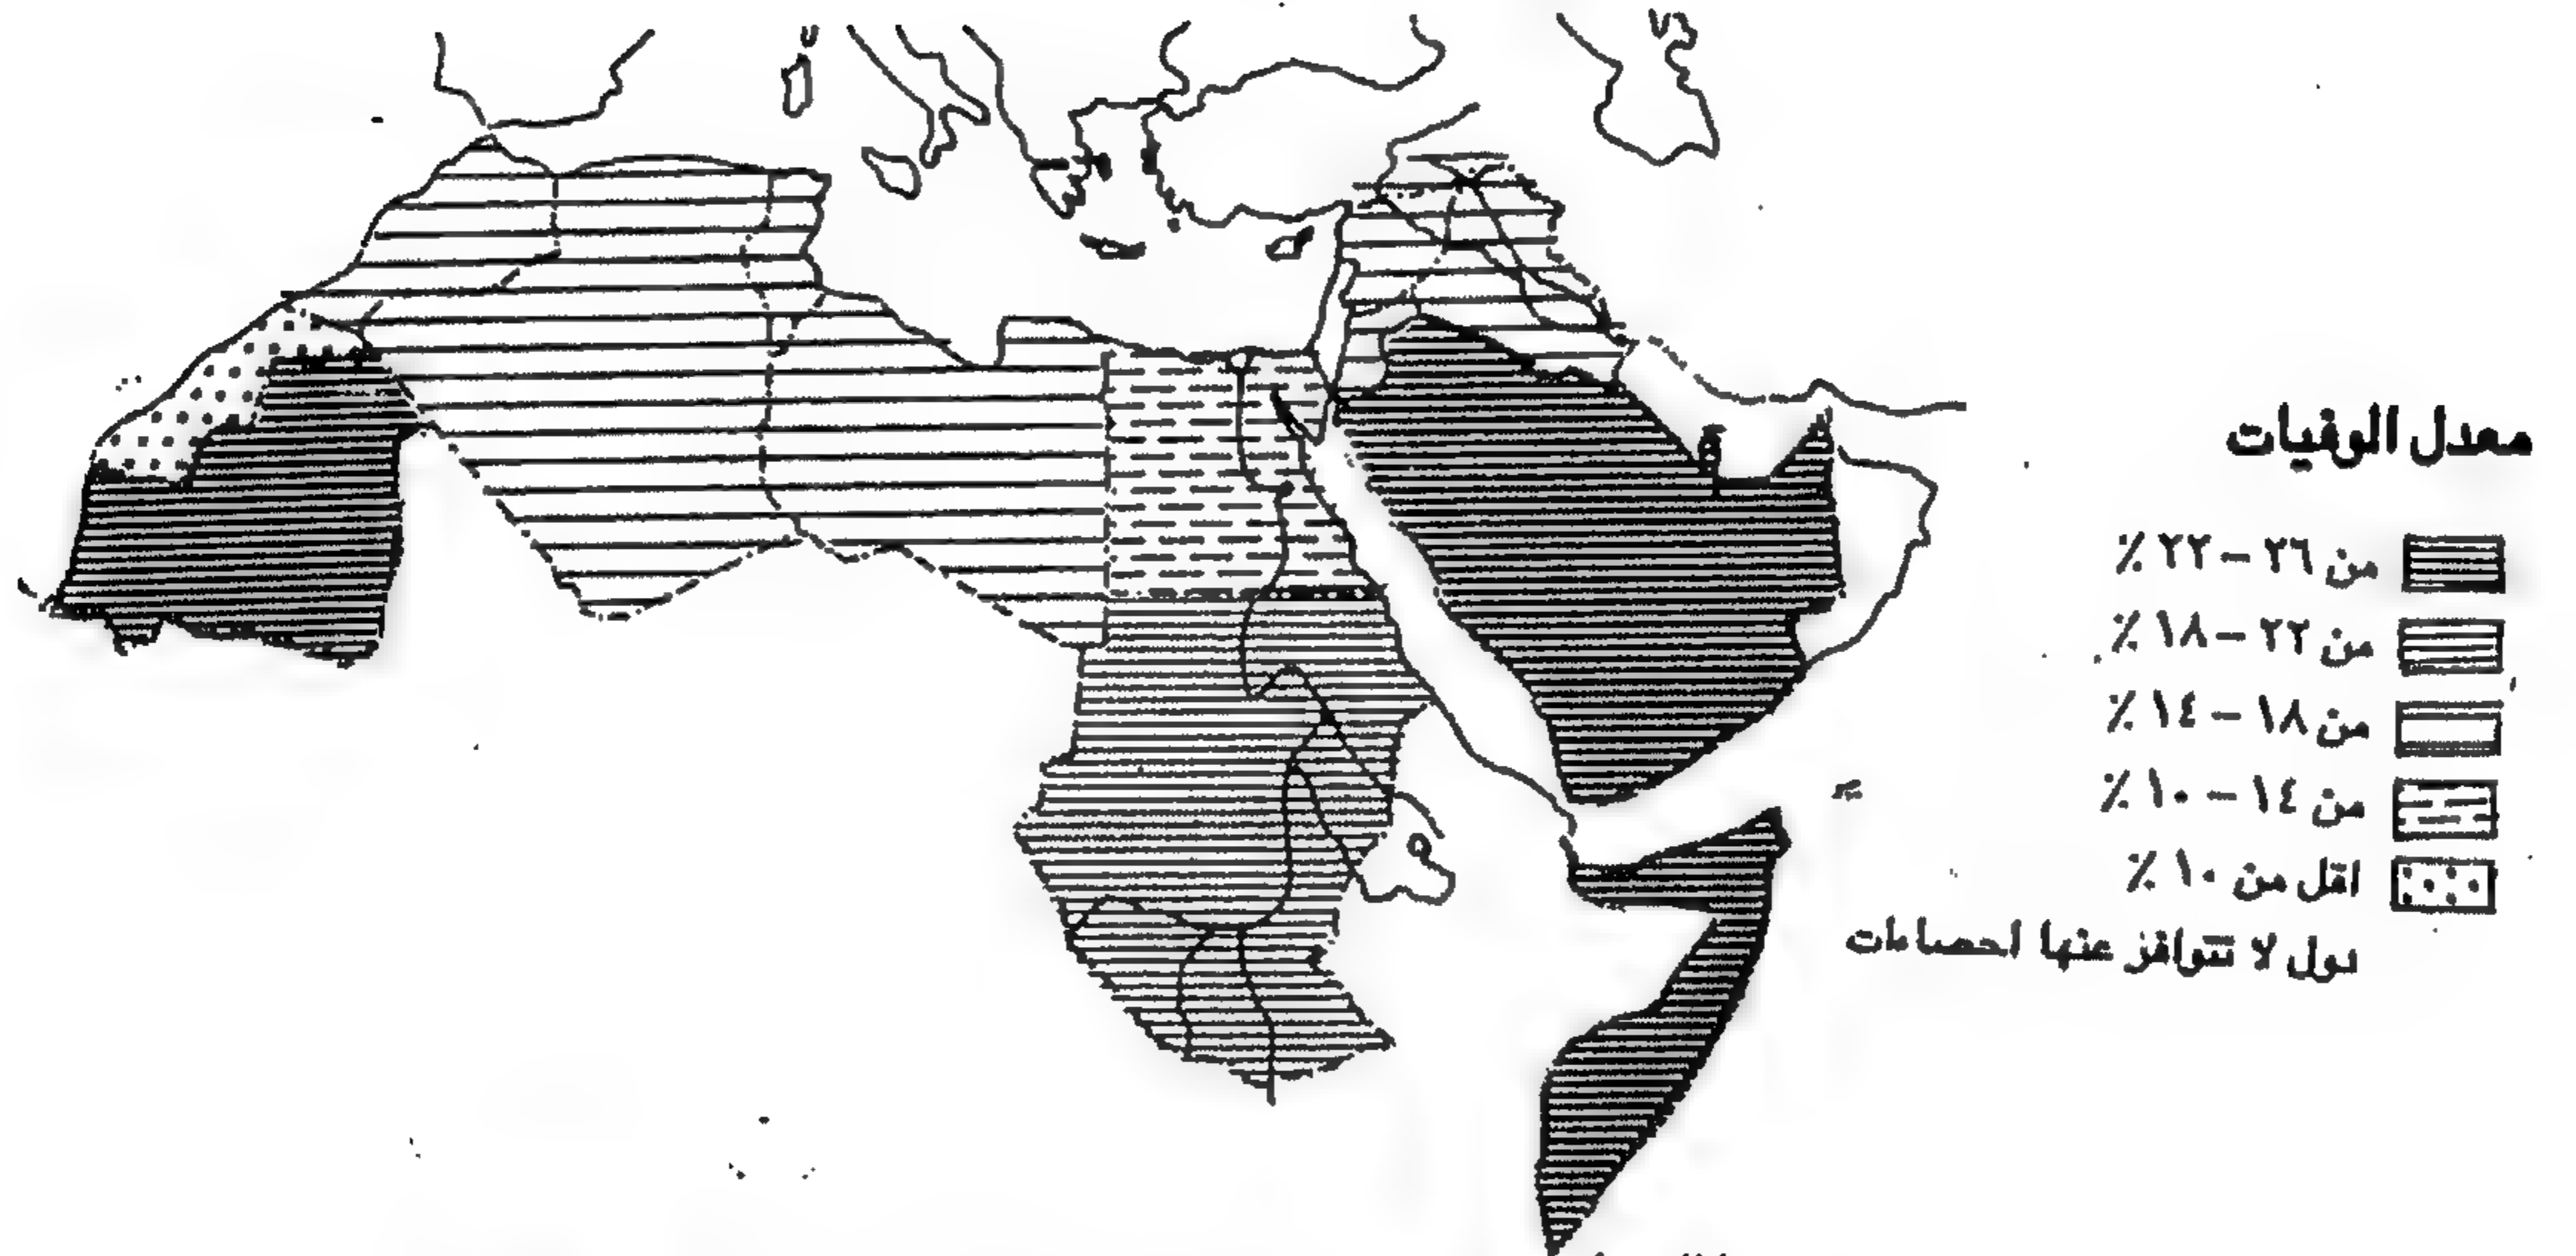 معدل الوفيات
من ٢٦ – ٢٢ ٪
من ٢٢ – ١٨ ٪
من ١٨ – ١٤ ٪
من ١٤ – ١٠ ٪
اقل من ١٠ ٪
دول لا تتوافر عنها احصاءات